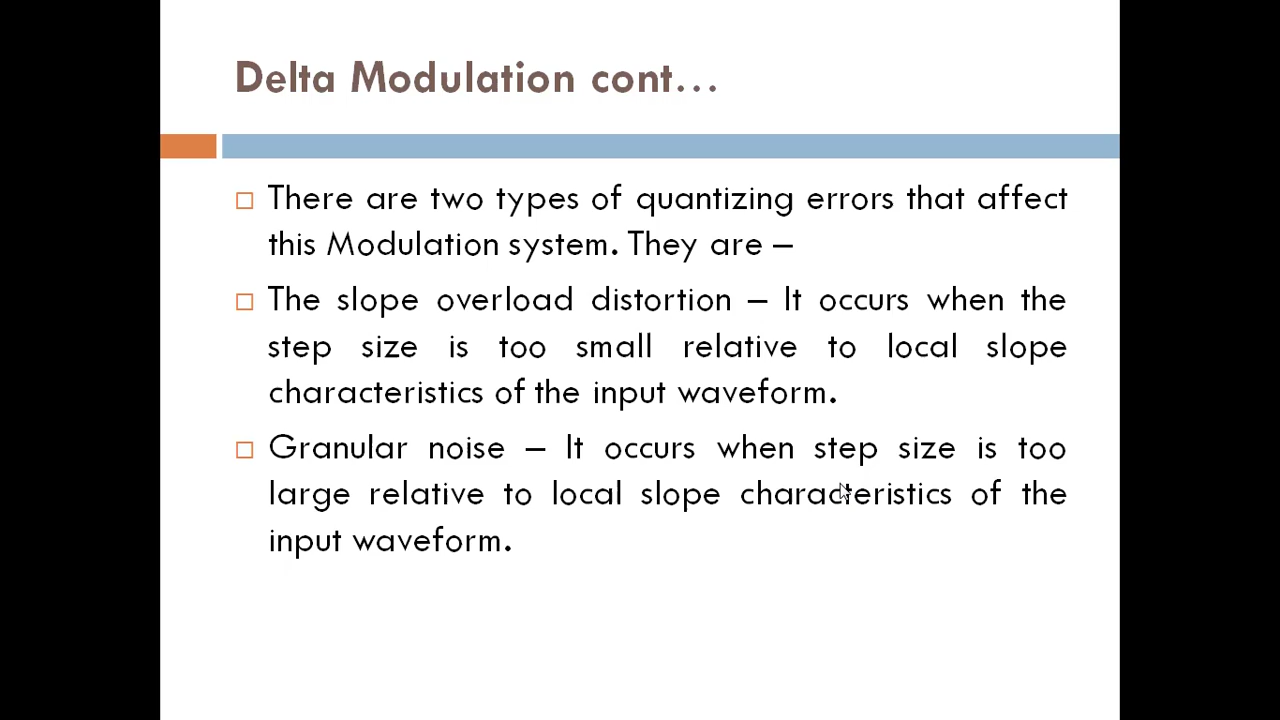 Delta Modulation cont...
There are two types of quantizing errors that affect
this Modulation system. They are –
The slope overload distortion – It occurs when the
step size is too small relative to local slope
characteristics of the input waveform.
Granular noise – It occurs when step size is too
large relative to local slope characteristics of the
input waveform.